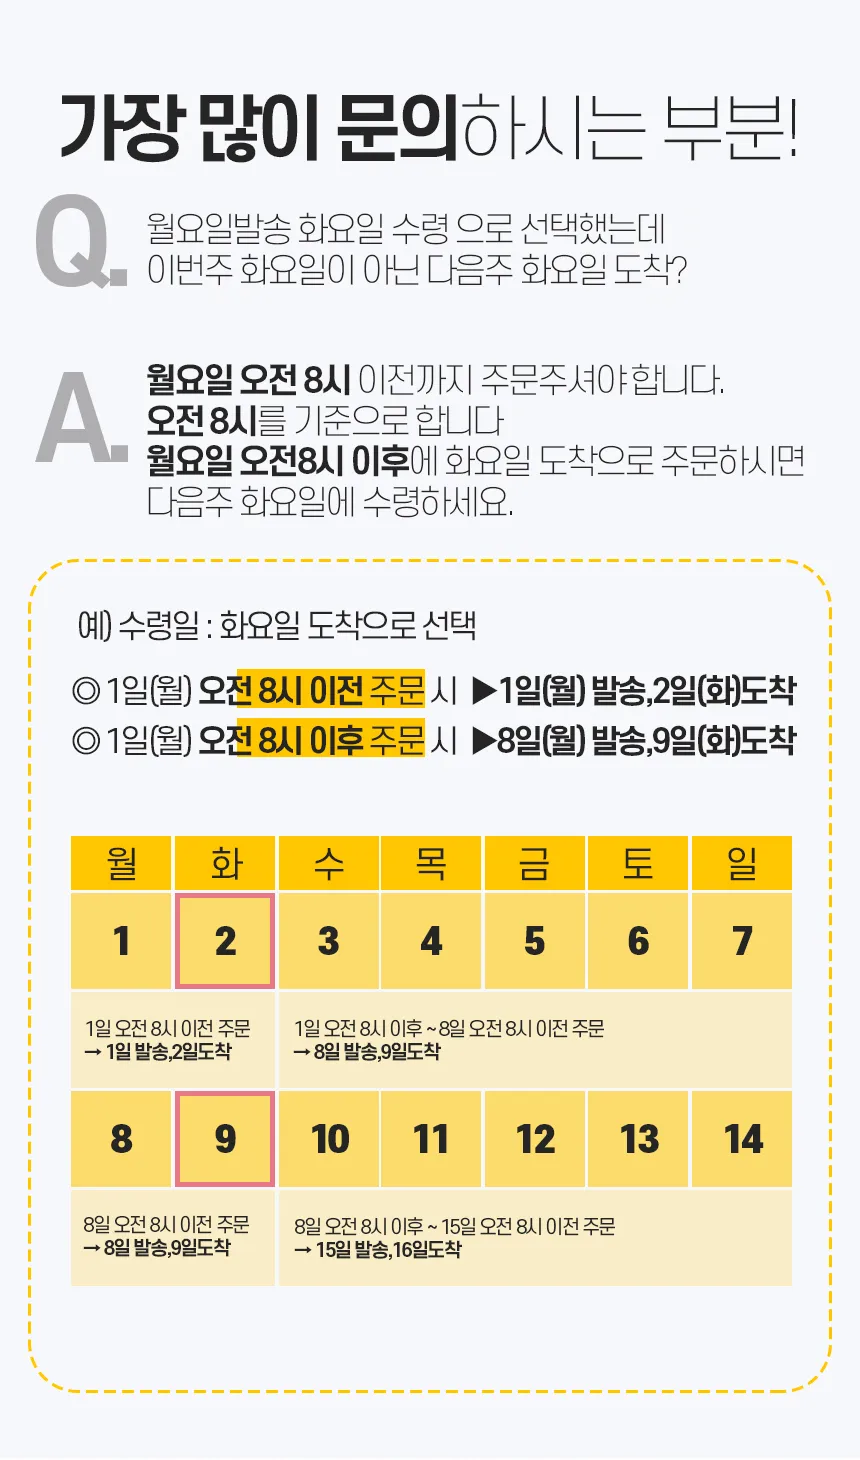 가장 많이 문의하시는 부분!
Q.
월요일발송 화요일 수령 으로 선택했는데
이번주 화요일이 아닌 다음주 화요일 도착?
A.
월요일 오전 8시 이전까지 주문주셔야 합니다.
오전 8시를 기준으로 합니다
월요일 오전8시 이후에 화요일 도착으로 주문하시면
다음주 화요일에 수령하세요.
예) 수령일 : 화요일 도착으로 선택
◎ 1일(월) 오전 8시 이전 주문 시 ▶1일(월) 발송,2일(화)도착
◎ 1일(월) 오전 8시 이후 주문 시 ▶8일(월) 발송,9일(화)도착
월 화 수 목 금 토 일
1 2 3 4 5 6 7
1일 오전 8시 이전 주문
→ 1일 발송,2일도착
1일 오전 8시 이후 ~ 8일 오전 8시 이전 주문
→ 8일 발송,9일도착
8 9 10 11 12 13 14
8일 오전 8시 이전 주문
→ 8일 발송,9일도착
8일 오전 8시 이후 ~ 15일 오전 8시 이전 주문
→ 15일 발송,16일도착